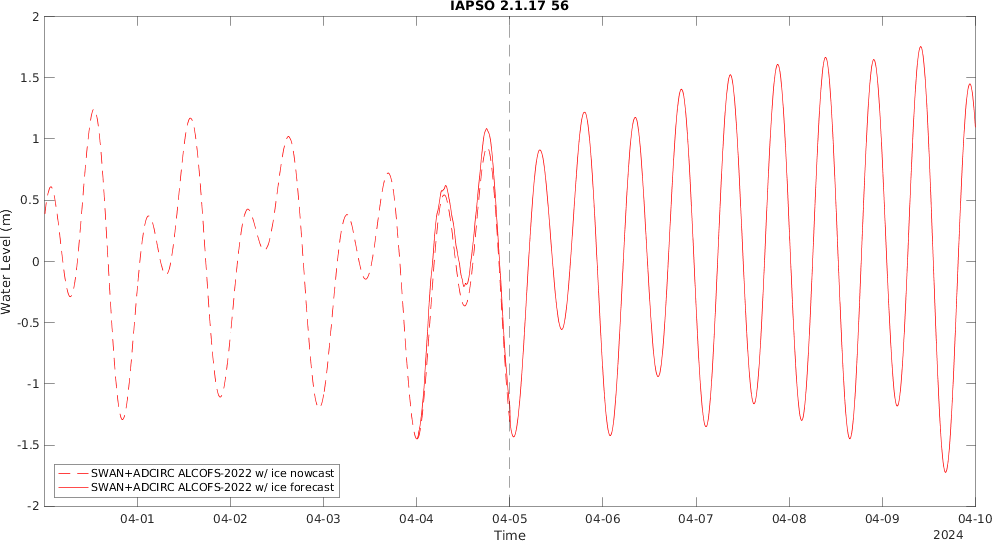 IAPSO 2.1.17 56
Water Level (m)
2
1.5
1
0.5
0
-0.5
-1
-1.5
-2
SWAN+ADCIRC ALCOFS-2022 w/ ice nowcast
SWAN+ADCIRC ALCOFS-2022 w/ ice forecast
04-01 04-02 04-03 04-04 04-05 04-06 04-07 04-08 04-09 04-10
Time
2024